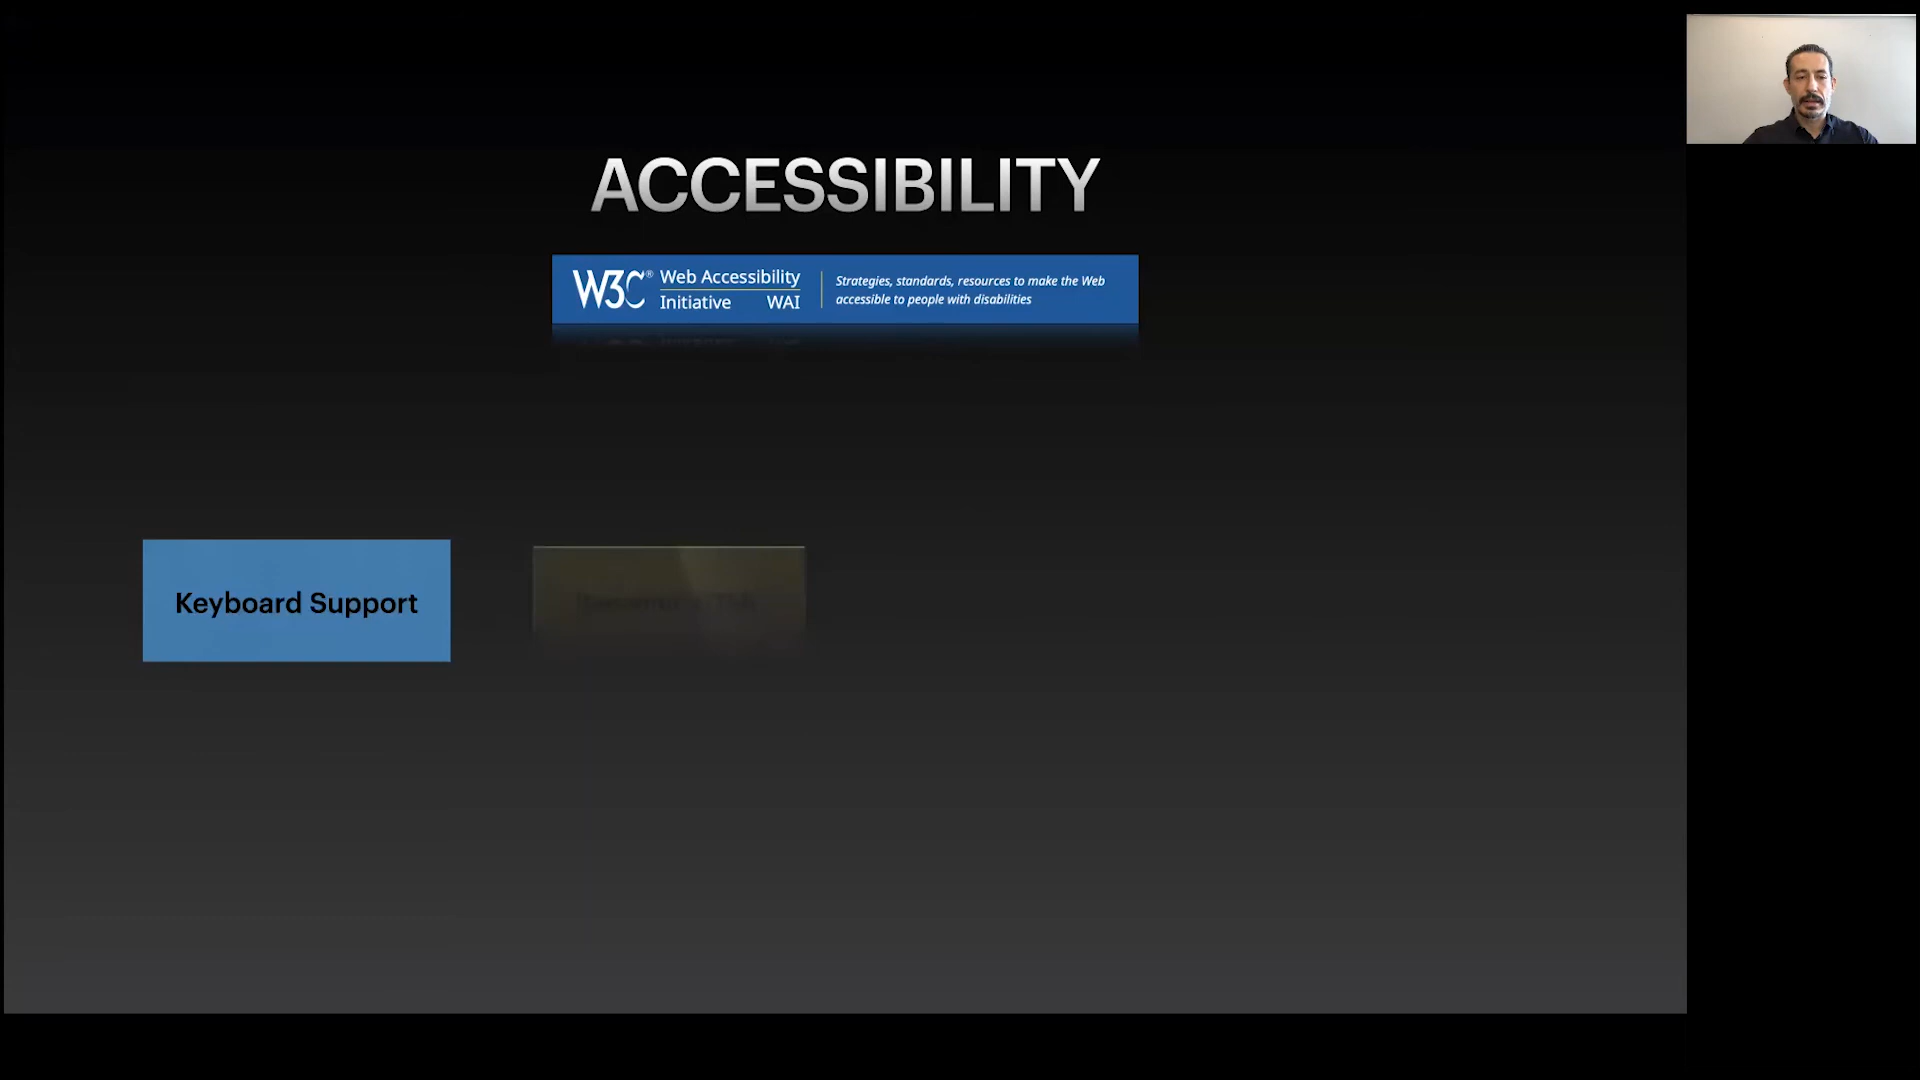 ACCESSIBILITY
W3C® Web Accessibility Initiative WAI
Strategies, standards, resources to make the Web
accessible to people with disabilities
Keyboard Support